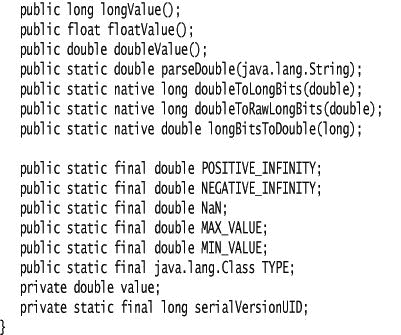 public long longValue();
public float floatValue();
public double doubleValue();
public static double parseDouble(java.lang.String);
public static native long doubleToLongBits(double);
public static native long doubleToRawLongBits(double);
public static native double longBitsToDouble(long);
public static final double POSITIVE_INFINITY;
public static final double NEGATIVE_INFINITY;
public static final double NaN;
public static final double MAX_VALUE;
public static final double MIN_VALUE;
public static final java.lang.Class TYPE;
private double value;
private static final long serialVersionUID;
}